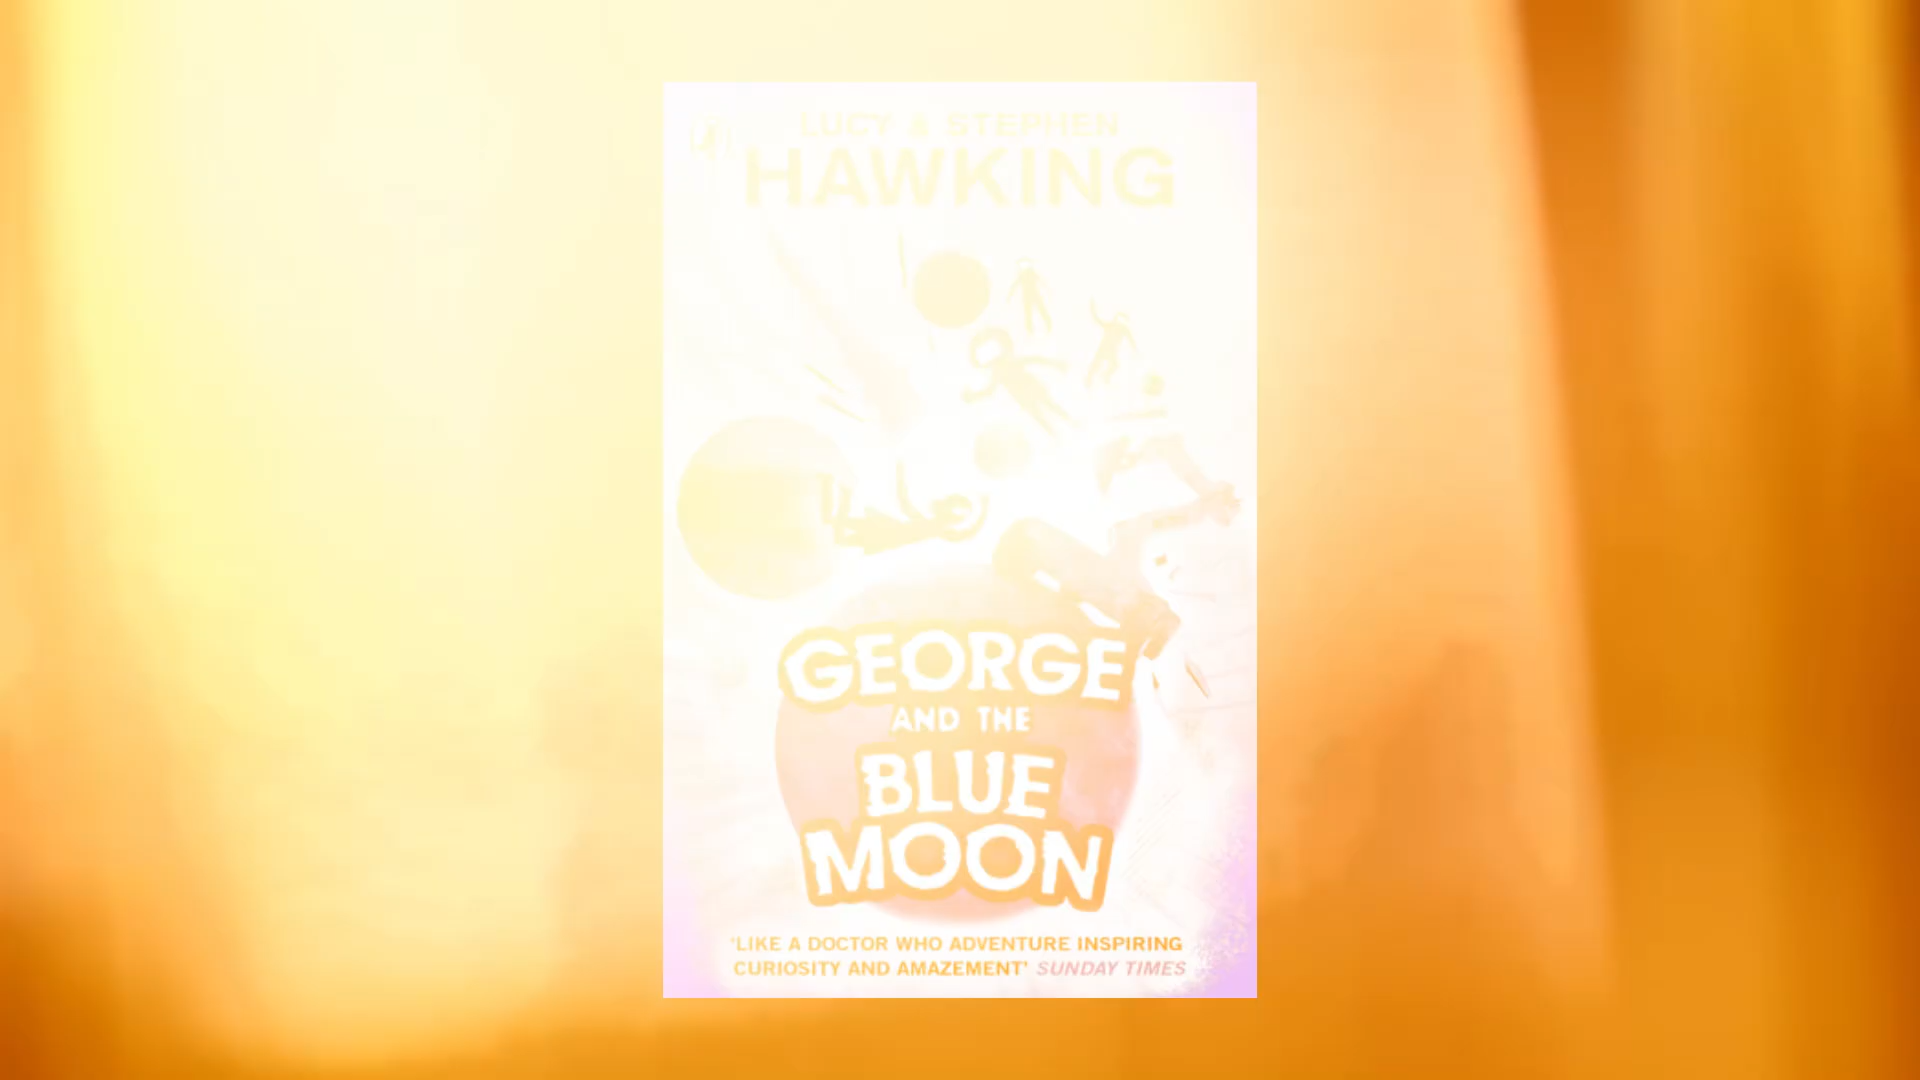 LUCY & STEPHEN
HAWKING
GEORGE
AND THE
BLUE
MOON
'LIKE A DOCTOR WHO ADVENTURE INSPIRING
CURIOSITY AND AMAZEMENT' SUNDAY TIMES